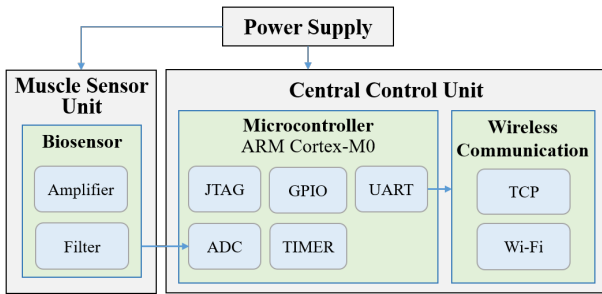 Power Supply
Muscle Sensor
Unit
Biosensor
Amplifier
Filter
Central Control Unit
Microcontroller
ARM Cortex-M0
JTAG
GPIO
UART
ADC
TIMER
Wireless
Communication
TCP
Wi-Fi